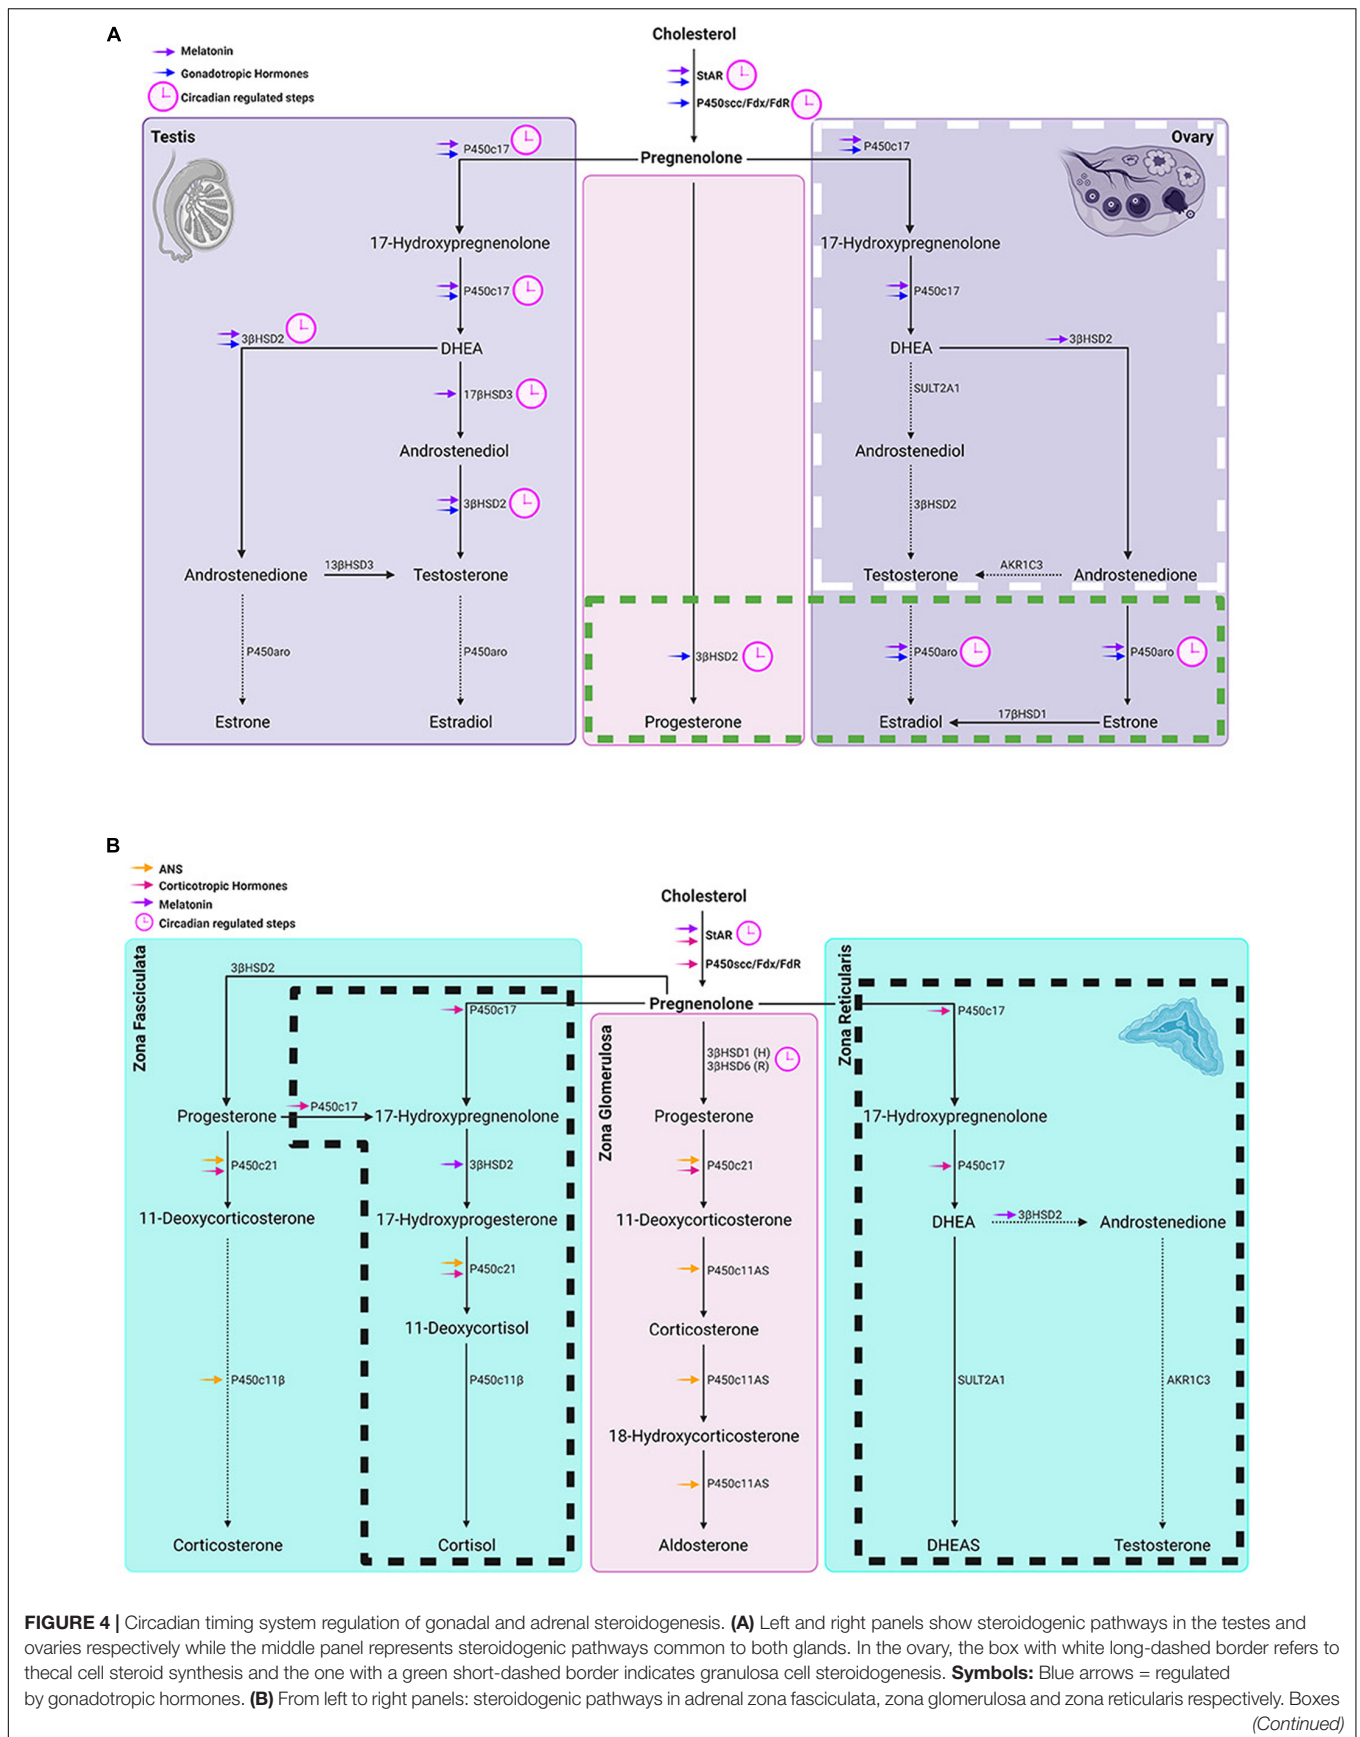 A
Melatonin
Gonadotropic Hormones
Circadian regulated steps
Cholesterol
StAR
P450scc/Fdx/FdR
Pregnenolone
Testis
P450c17
17-Hydroxypregnenolone
P450c17
3βHSD2
DHEA
17βHSD3
Androstenediol
3βHSD2
Androstenedione
13βHSD3
Testosterone
P450aro
P450aro
Estrone
Estradiol
3βHSD2
Progesterone
Ovary
P450c17
17-Hydroxypregnenolone
P450c17
DHEA
3βHSD2
SULT2A1
Androstenediol
3βHSD2
Testosterone
AKR1C3
Androstenedione
P450aro
P450aro
Estradiol
17βHSD1
Estrone
B
ANS
Corticotropic Hormones
Melatonin
Circadian regulated steps
Cholesterol
StAR
P450scc/Fdx/FdR
Pregnenolone
Zona Fasciculata
3βHSD2
P450c17
Progesterone
P450c17
17-Hydroxypregnenolone
P450c21
3βHSD2
11-Deoxycorticosterone
17-Hydroxyprogesterone
P450c21
11-Deoxycortisol
P450c11β
P450c11β
Corticosterone
Cortisol
Zona Glomerulosa
3βHSD1 (H)
3βHSD6 (R)
Progesterone
P450c21
11-Deoxycorticosterone
P450c11AS
Corticosterone
P450c11AS
18-Hydroxycorticosterone
P450c11AS
Aldosterone
Zona Reticularis
P450c17
17-Hydroxypregnenolone
P450c17
DHEA
3βHSD2
Androstenedione
SULT2A1
AKR1C3
DHEAS
Testosterone
FIGURE 4 | Circadian timing system regulation of gonadal and adrenal steroidogenesis. (A) Left and right panels show steroidogenic pathways in the testes and
ovaries respectively while the middle panel represents steroidogenic pathways common to both glands. In the ovary, the box with white long-dashed border refers to
thecal cell steroid synthesis and the one with a green short-dashed border indicates granulosa cell steroidogenesis. Symbols: Blue arrows = regulated
by gonadotropic hormones. (B) From left to right panels: steroidogenic pathways in adrenal zona fasciculata, zona glomerulosa and zona reticularis respectively. Boxes
(Continued)